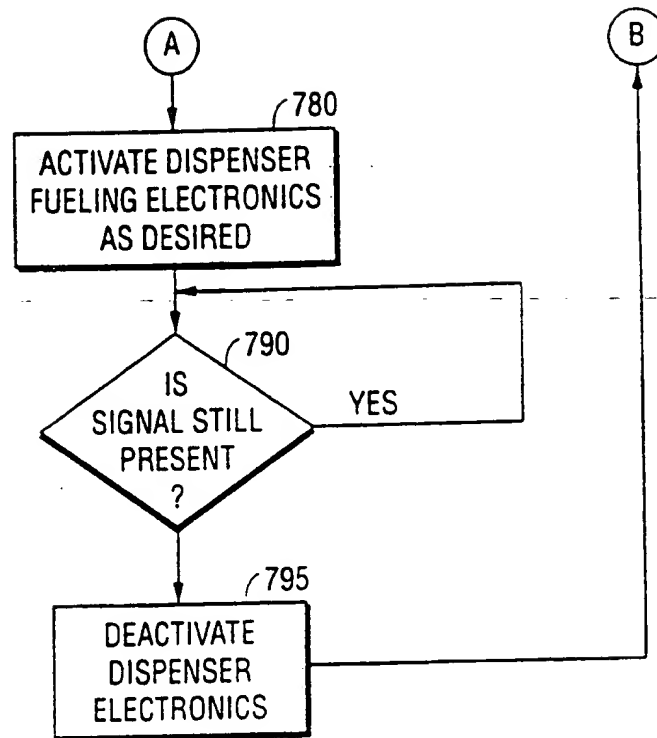 A
B
780
ACTIVATE DISPENSER
FUELING ELECTRONICS
AS DESIRED
790
IS
SIGNAL STILL
PRESENT
?
YES
795
DEACTIVATE
DISPENSER
ELECTRONICS